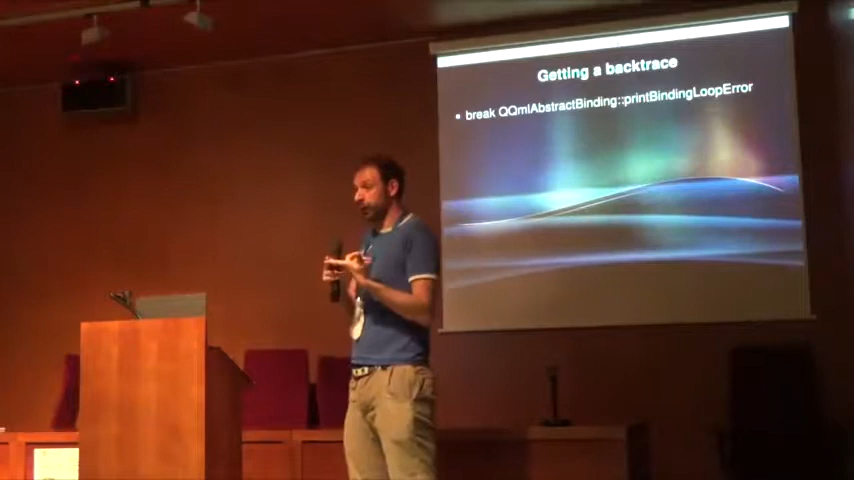 Getting a backtrace
• break QQmlAbstractBinding::printBindingLoopError